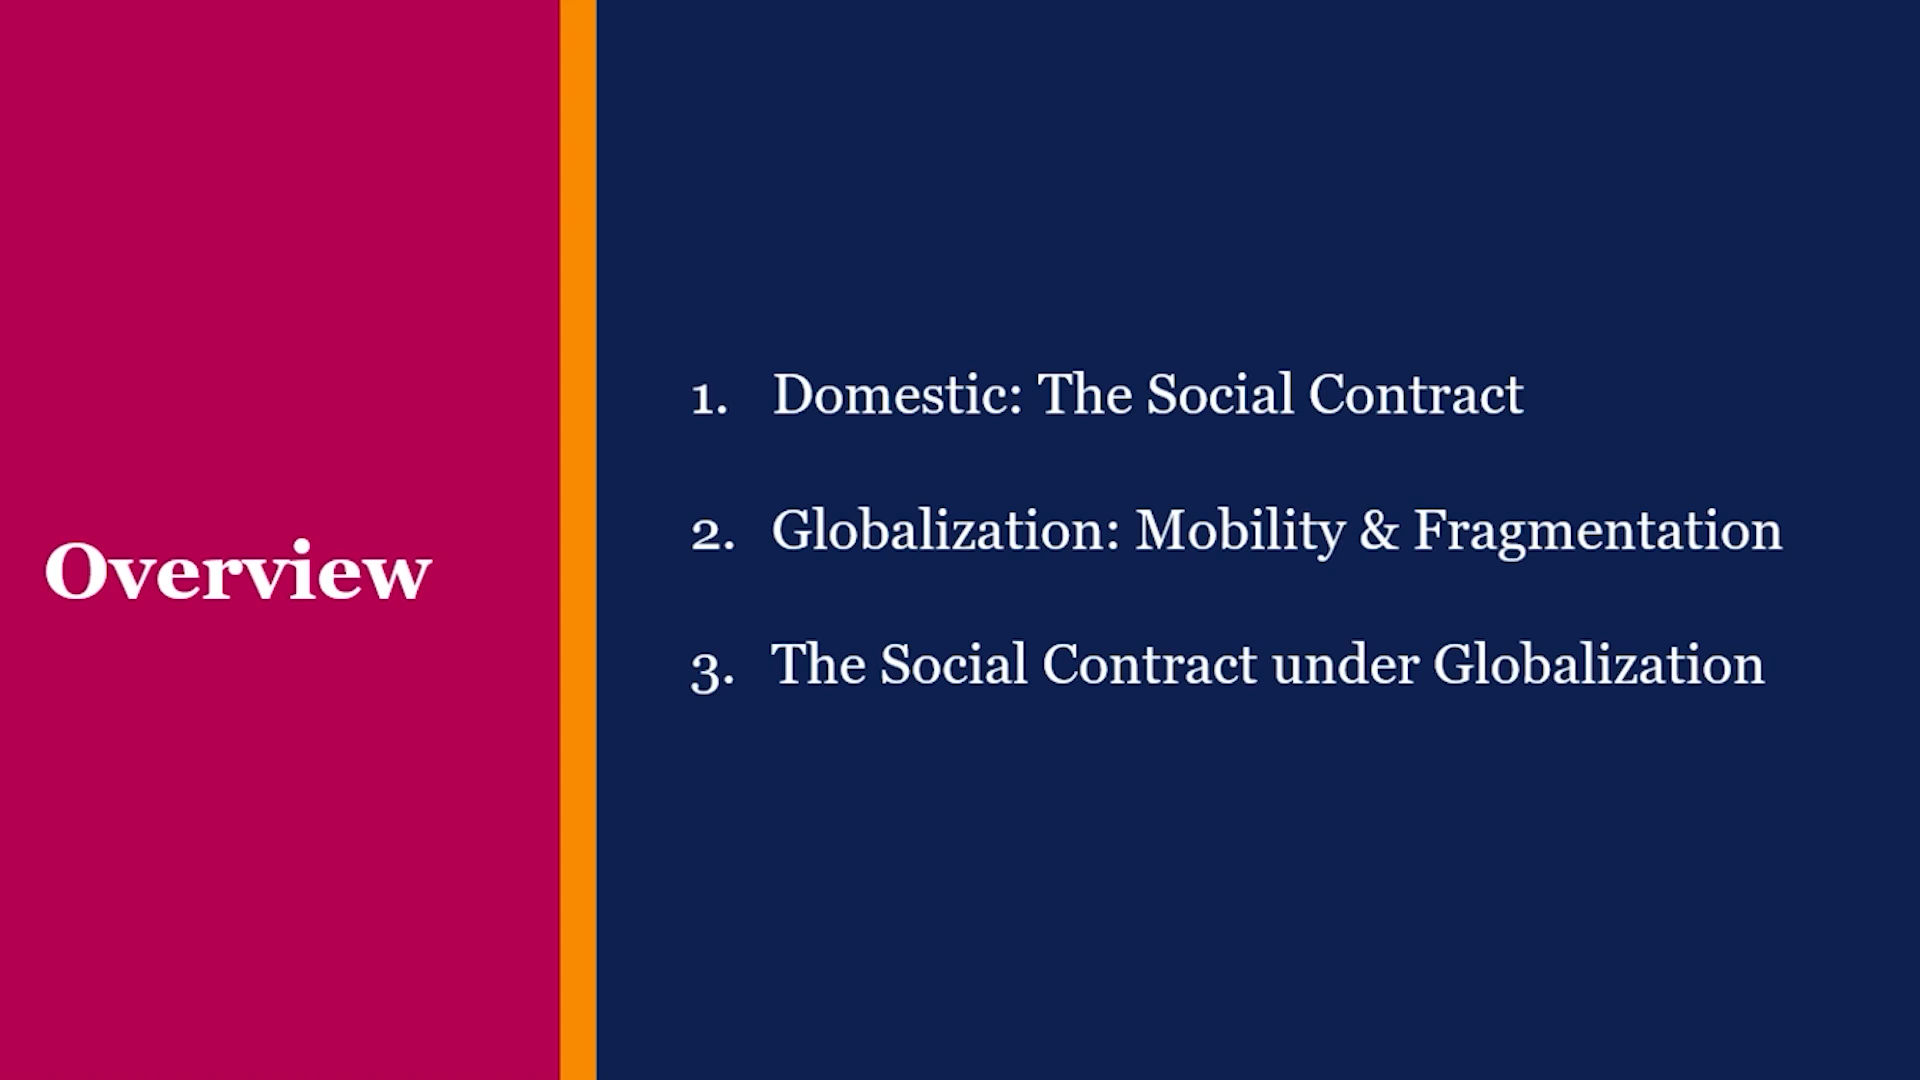 Overview
1. Domestic: The Social Contract
2. Globalization: Mobility & Fragmentation
3. The Social Contract under Globalization